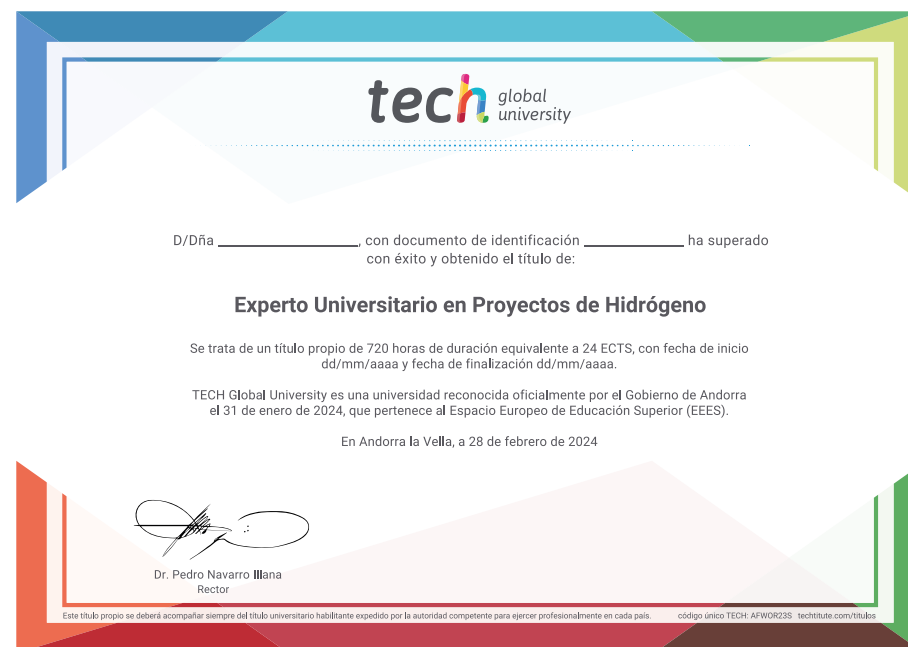 tech global university
D/Dña ____________________, con documento de identificación ______________ ha superado
con éxito y obtenido el título de:
Experto Universitario en Proyectos de Hidrógeno
Se trata de un título propio de 720 horas de duración equivalente a 24 ECTS, con fecha de inicio
dd/mm/aaaa y fecha de finalización dd/mm/aaaa.
TECH Global University es una universidad reconocida oficialmente por el Gobierno de Andorra
el 31 de enero de 2024, que pertenece al Espacio Europeo de Educación Superior (EEES).
En Andorra la Vella, a 28 de febrero de 2024
Dr. Pedro Navarro Illana
Rector
Este título propio se deberá acompañar siempre del título universitario habilitante expedido por la autoridad competente para ejercer profesionalmente en cada país. código único TECH: AFWOR23S techtitute.com/titulos